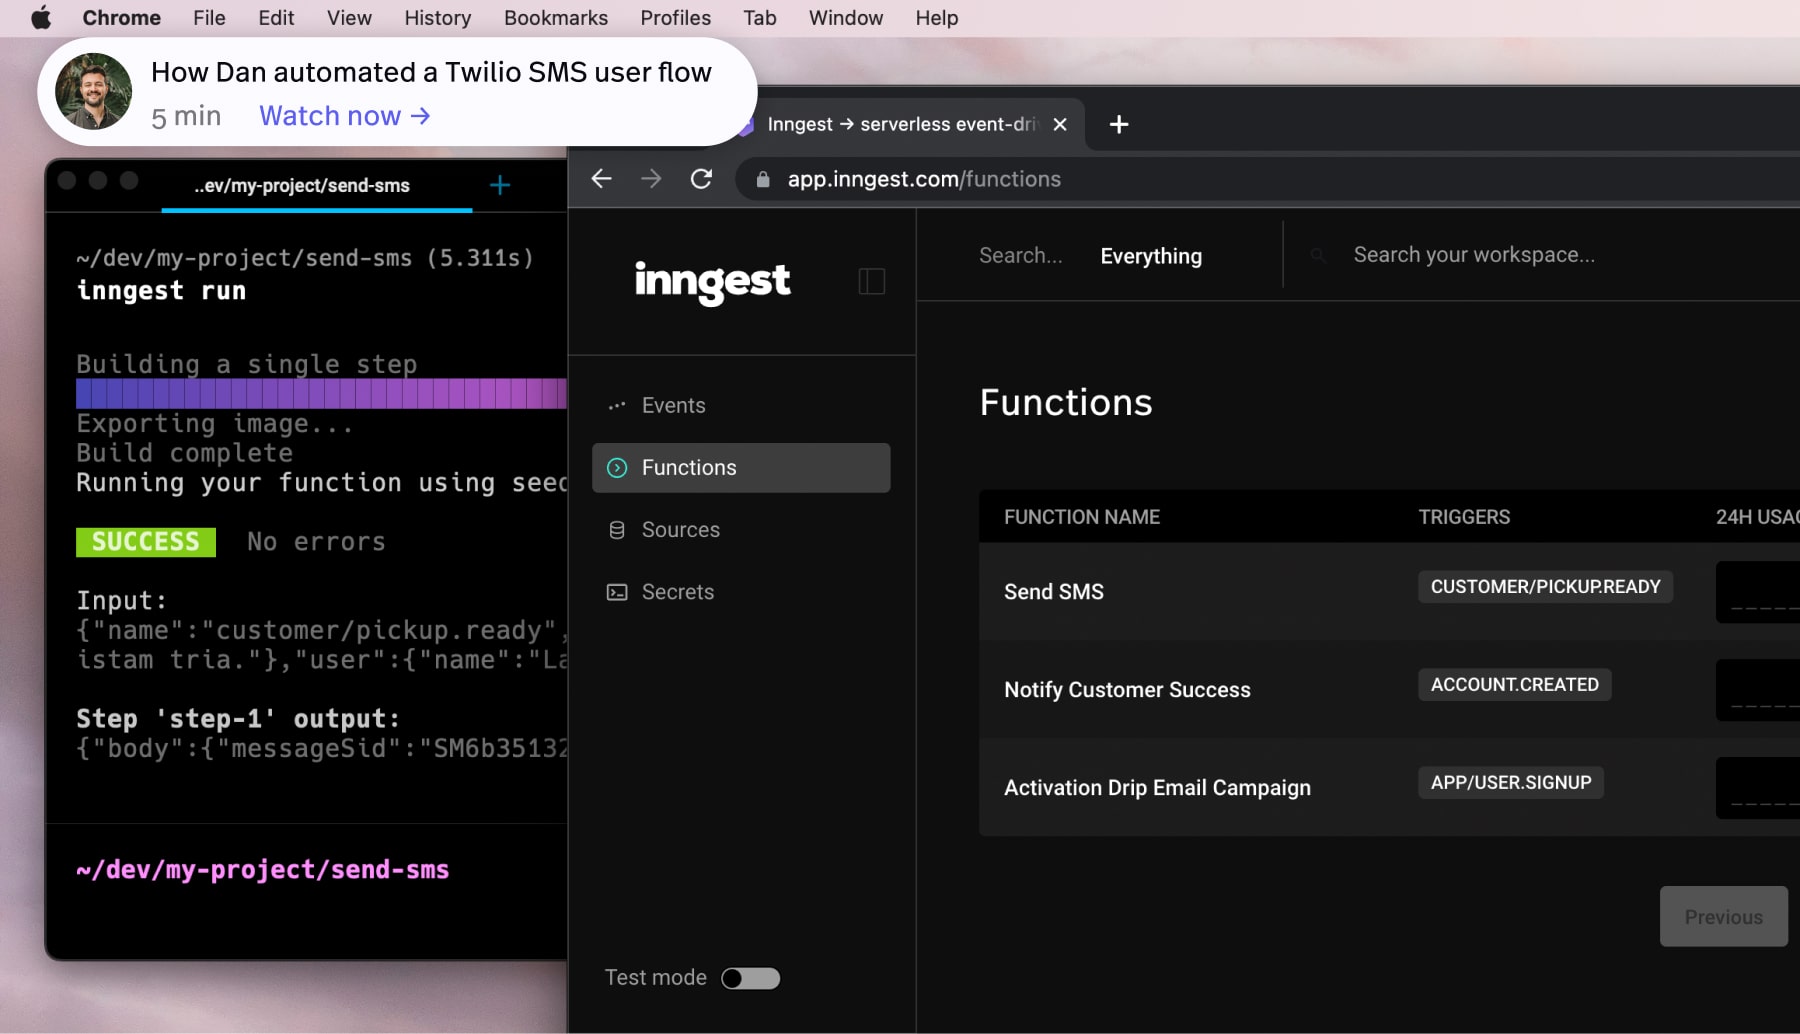 Chrome File Edit View History Bookmarks Profiles Tab Window Help
How Dan automated a Twilio SMS user flow
5 min Watch now →
Inngest → serverless event-dri
..ev/my-project/send-sms
app.inngest.com/functions
~/dev/my-project/send-sms (5.311s)
inngest run
Building a single step
Exporting image...
Build complete
Running your function using seed
SUCCESS No errors
Input:
{"name":"customer/pickup.ready",
istam tria."},"user":{"name":"La
Step 'step-1' output:
{"body":{"messageSid":"SM6b35132
~/dev/my-project/send-sms
inngest
Events
Functions
Sources
Secrets
Test mode
Search... Everything Search your workspace...
Functions
FUNCTION NAME TRIGGERS 24H USAG
Send SMS CUSTOMER/PICKUP.READY
Notify Customer Success ACCOUNT.CREATED
Activation Drip Email Campaign APP/USER.SIGNUP
Previous